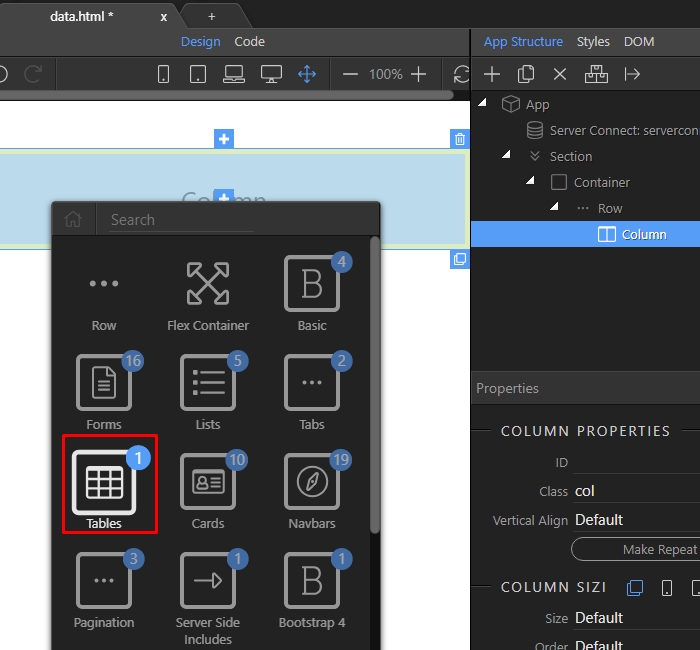 data.html *
x
+
Design
Code
App Structure
Styles
DOM
100%
App
Server Connect: servercon
Section
Container
Row
Column
Search
Row
Flex Container
4
Basic
16
Forms
5
Lists
2
Tabs
1
Tables
10
Cards
19
Navbars
3
Pagination
1
Server Side
Includes
1
Bootstrap 4
Properties
COLUMN PROPERTIES
ID
Class
col
Vertical Align
Default
Make Repeat
COLUMN SIZI
Size
Default
Order
Default